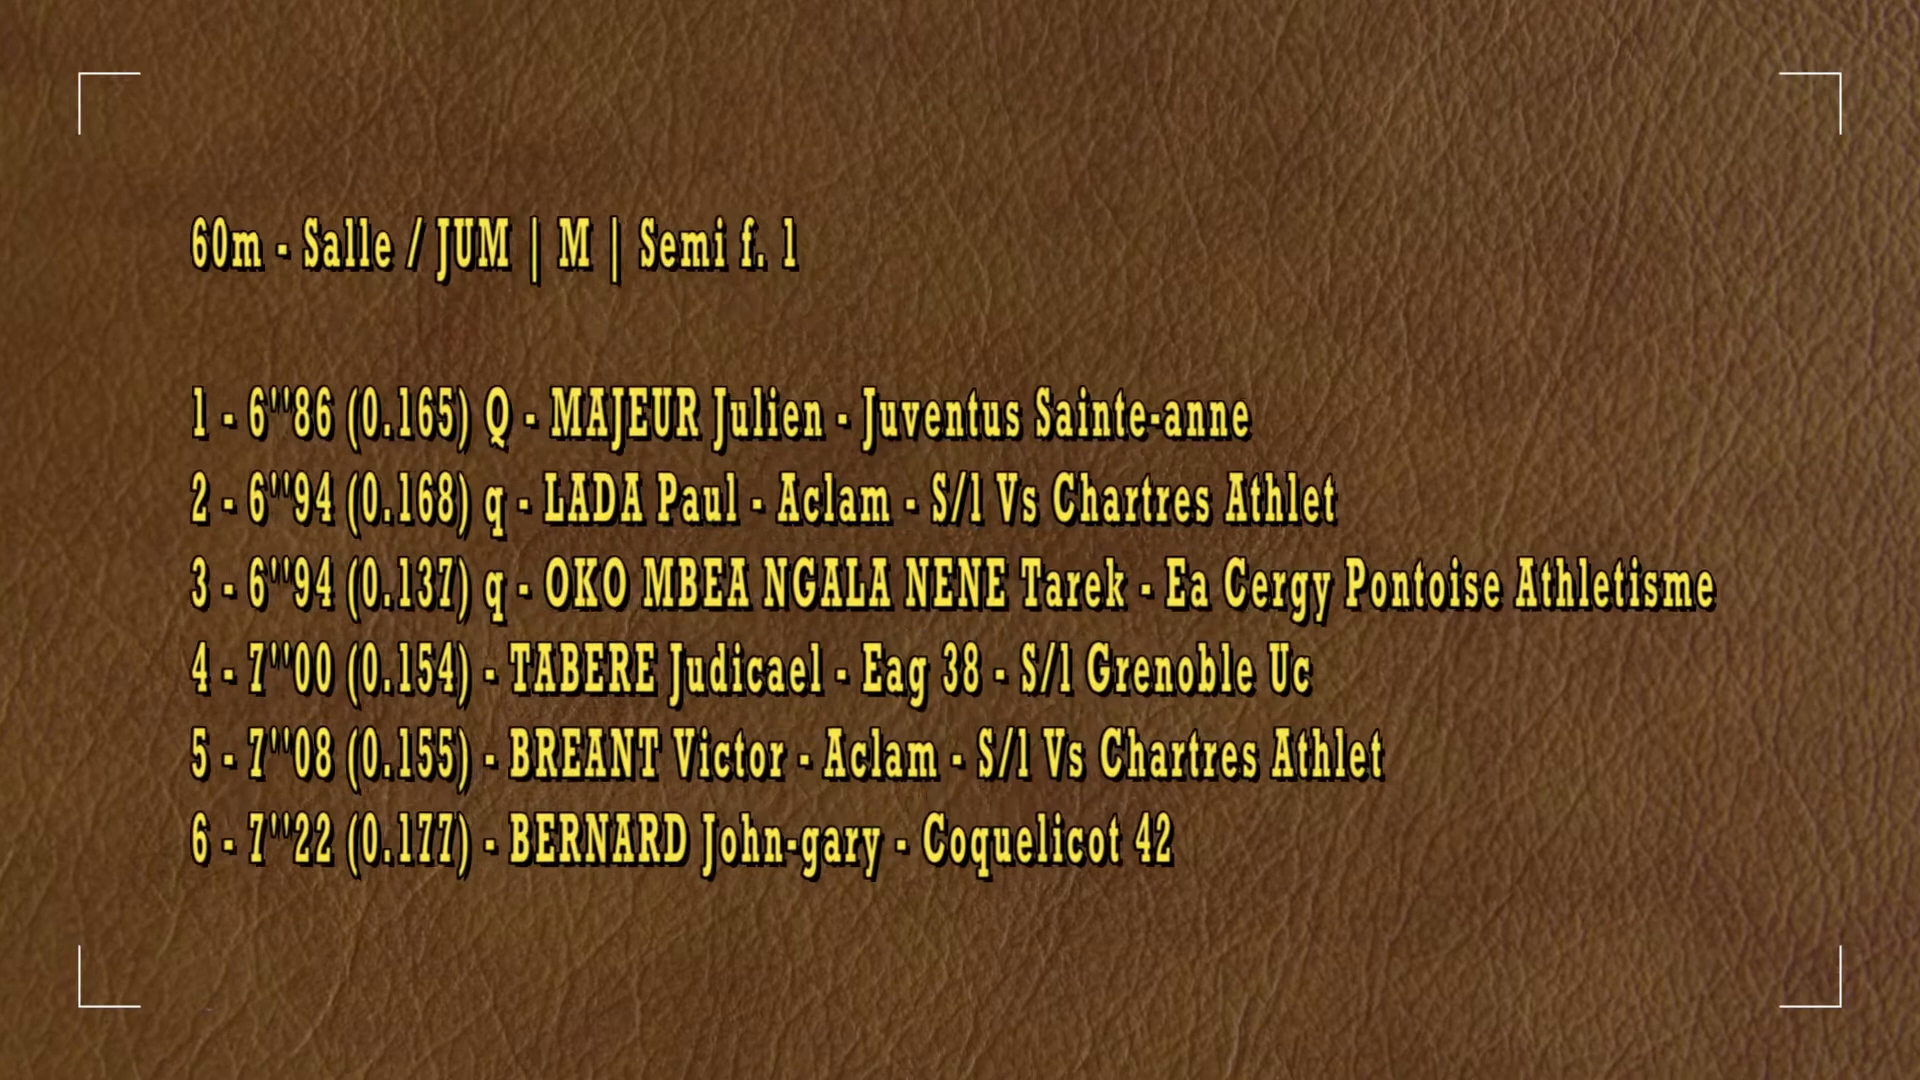 60m - Salle / JUM | M | Semi f. 1
1 - 6''86 (0.165) Q - MAJEUR Julien - Juventus Sainte-anne
2 - 6''94 (0.168) q - LADA Paul - Aclam - S/l Vs Chartres Athlet
3 - 6''94 (0.137) q - OKO MBEA NGALA NENE Tarek - Ea Cergy Pontoise Athletisme
4 - 7''00 (0.154) - TABERE Judicael - Eag 38 - S/l Grenoble Uc
5 - 7''08 (0.155) - BREANT Victor - Aclam - S/l Vs Chartres Athlet
6 - 7''22 (0.177) - BERNARD John-gary - Coquelicot 42